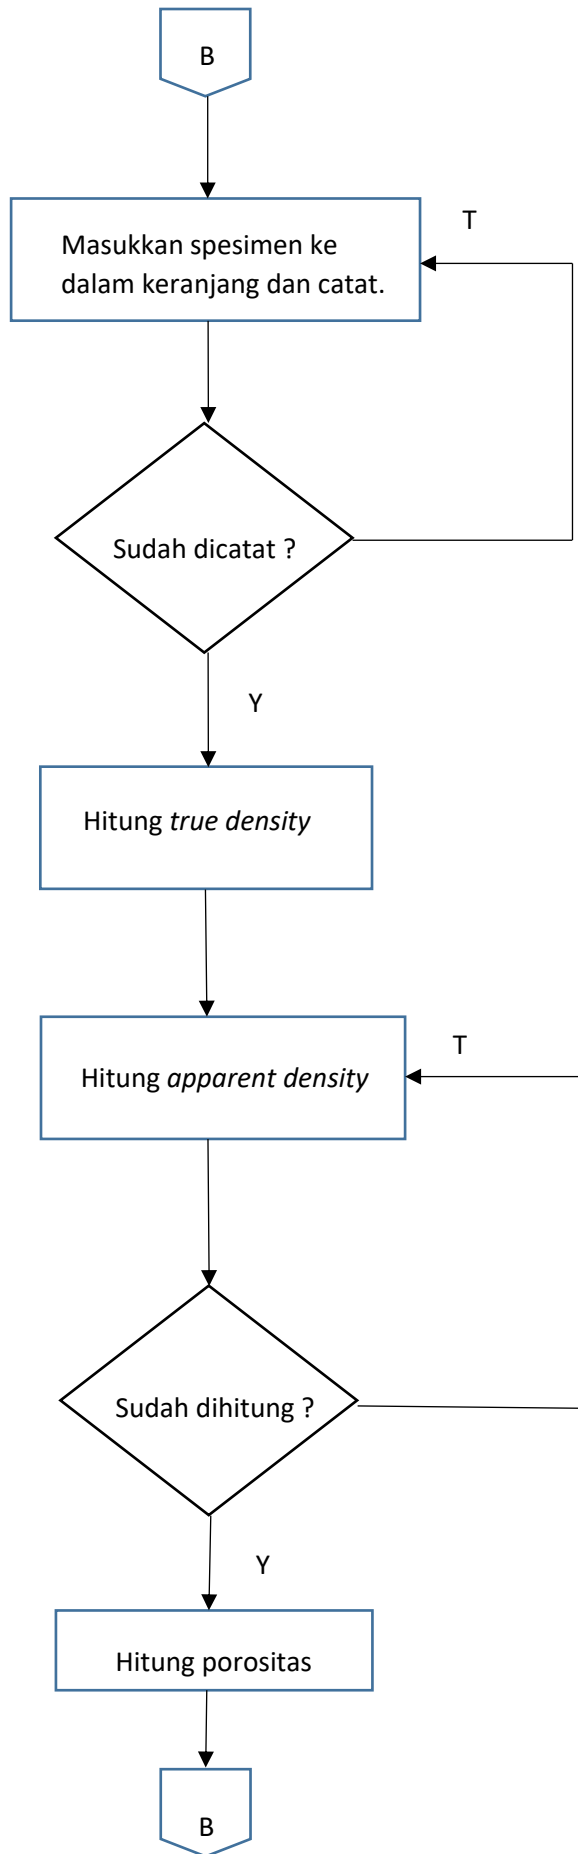 B
Masukkan spesimen ke
dalam keranjang dan catat.
T
Sudah dicatat ?
Y
Hitung true density
T
Hitung apparent density
Sudah dihitung ?
Y
Hitung porositas
B